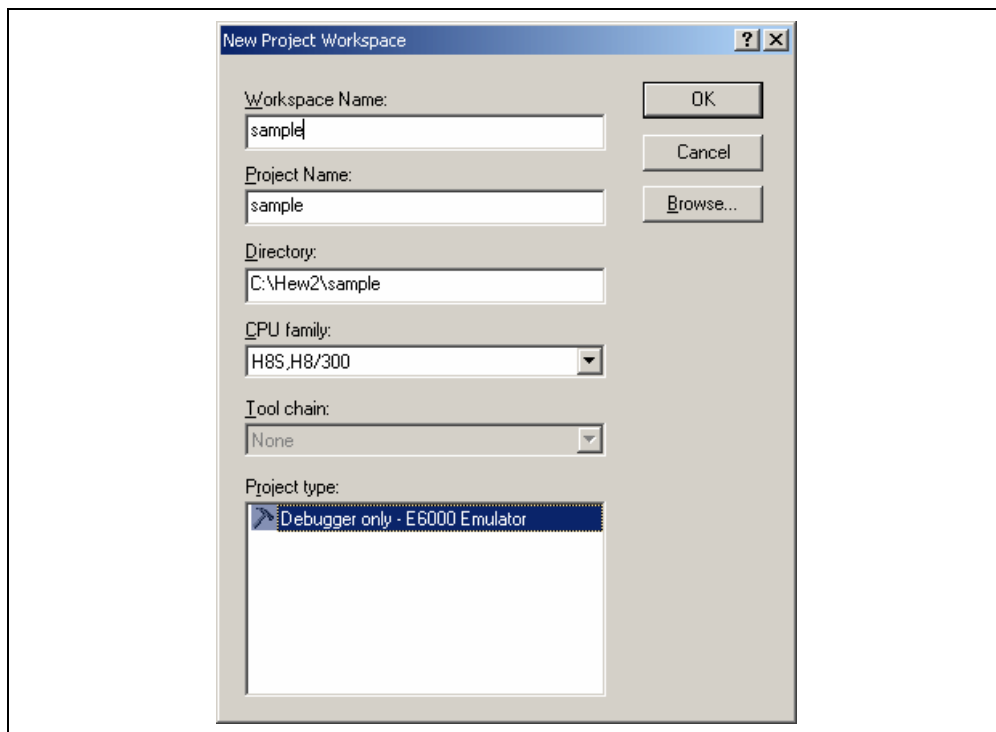 New Project Workspace
Workspace Name:
OK
sample
Cancel
Project Name:
sample
Browse...
Directory:
C:\Hew2\sample
CPU family:
H8S,H8/300
Tool chain:
None
Project type:
Debugger only - E6000 Emulator